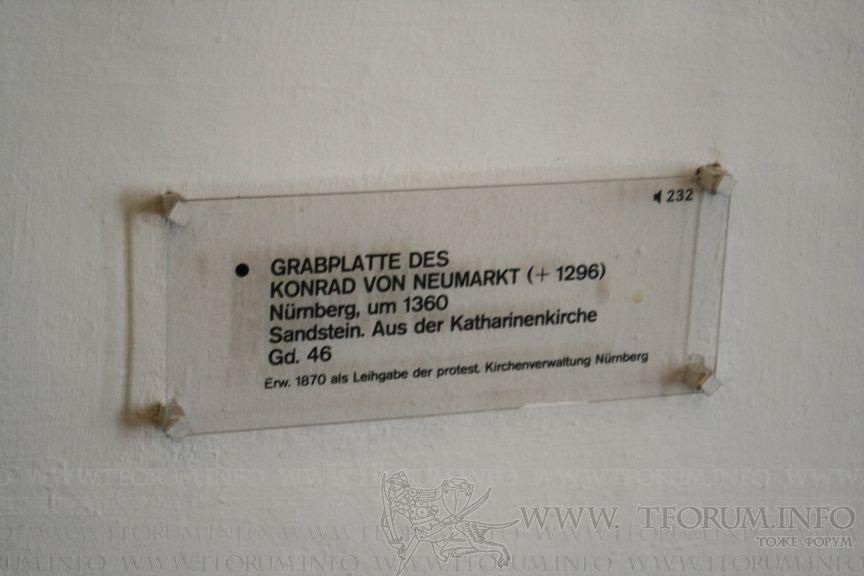 232
GRABPLATTE DES
KONRAD VON NEUMARKT (+ 1296)
Nürnberg, um 1360
Sandstein. Aus der Katharinenkirche
Gd. 46
Erw. 1870 als Leihgabe der protest. Kirchenverwaltung Nürnberg
WWW. TFORUM.INFO
ТОЖЕ ФОРУМ